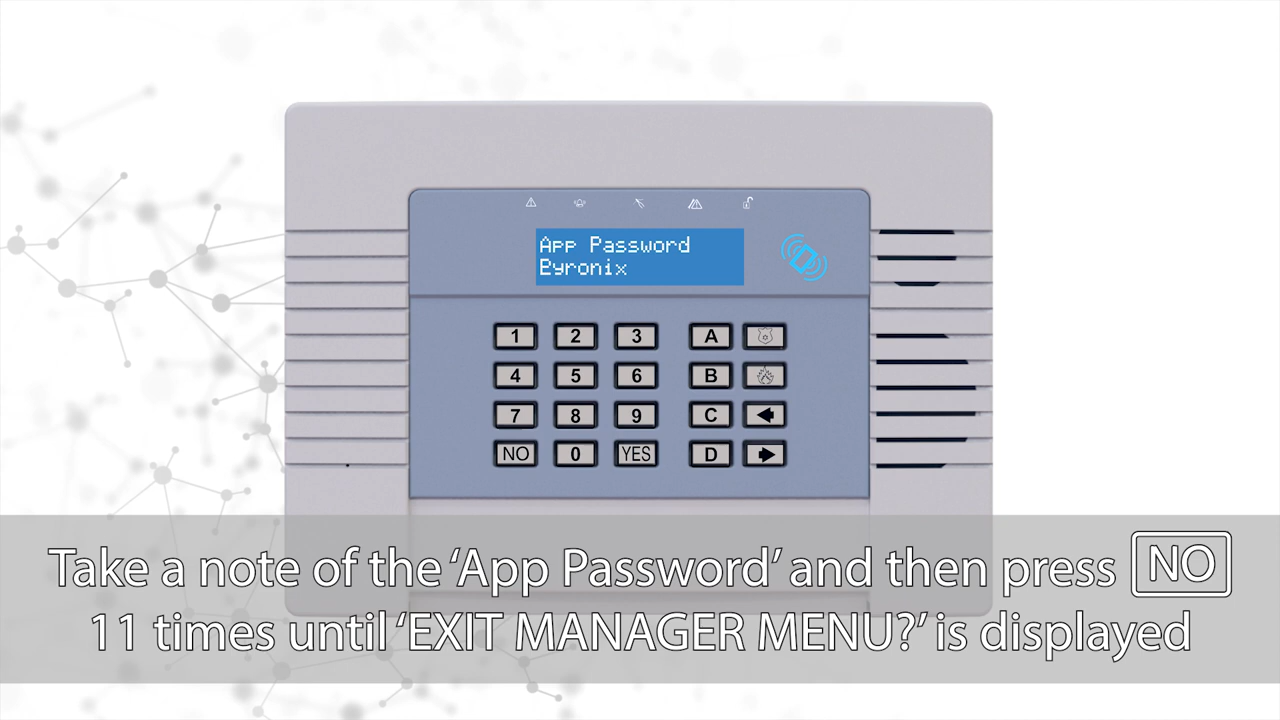 App Password
Pyronix
1 2 3 A
4 5 6 B
7 8 9 C
NO 0 YES D
Take a note of the ‘App Password’ and then press NO
11 times until ‘EXIT MANAGER MENU?’ is displayed